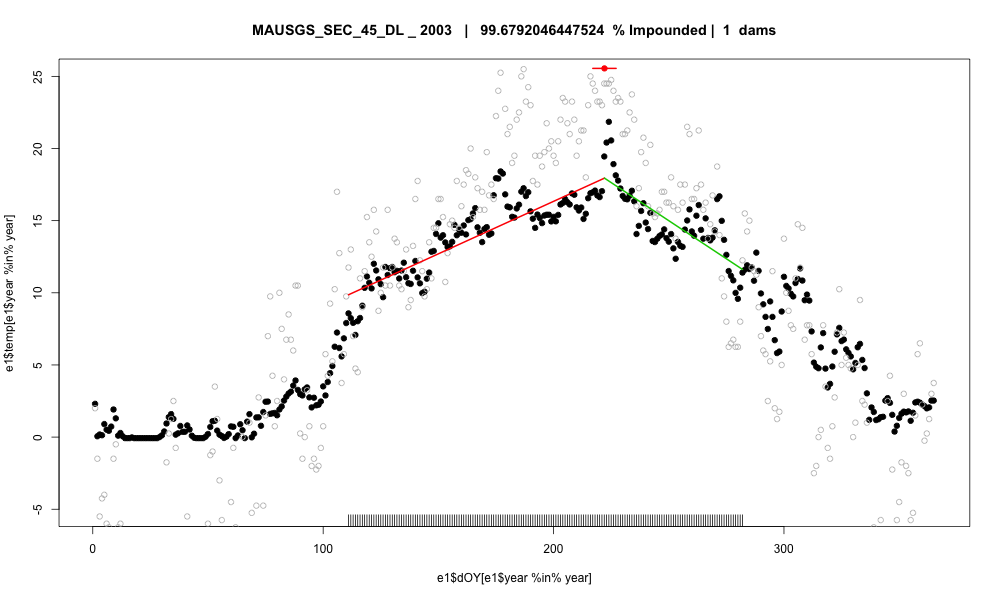 MAUSGS_SEC_45_DL _ 2003 | 99.6792046447524 % Impounded | 1 dams
e1$temp[e1$year %in% year]
25
20
15
10
5
0
-5
0 100 200 300
e1$dOY[e1$year %in% year]